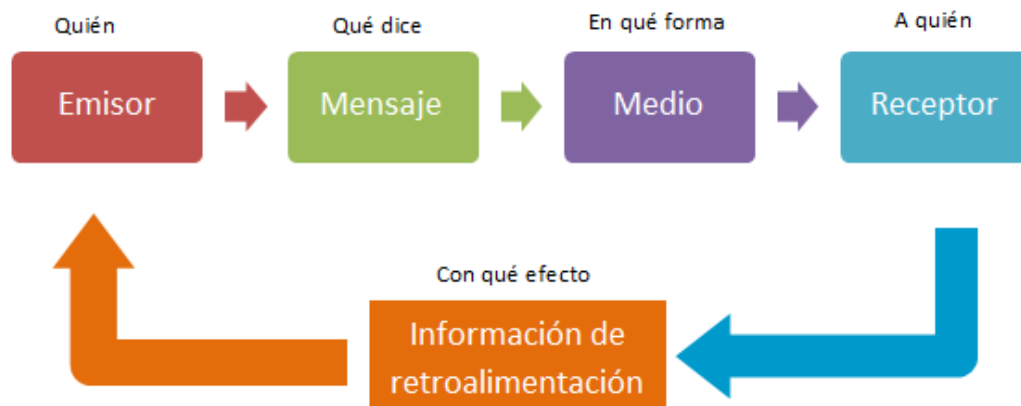 Quién
Qué dice
En qué forma
A quién
Emisor
Mensaje
Medio
Receptor
Con qué efecto
Información de
retroalimentación